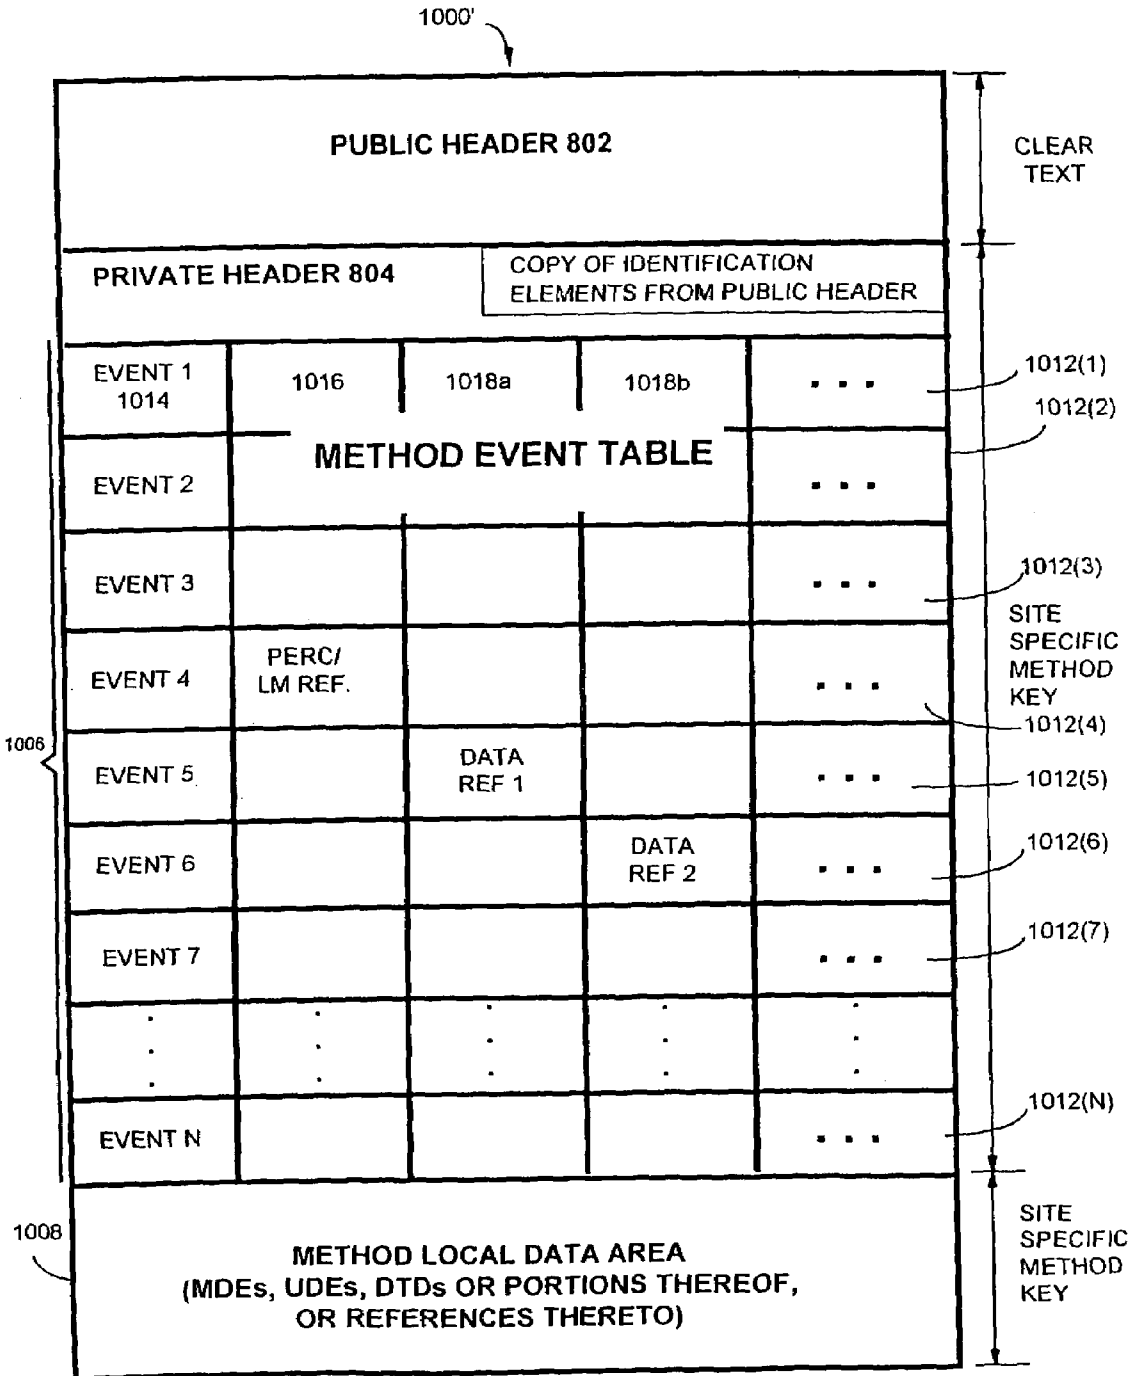 1000'
PUBLIC HEADER 802
CLEAR
TEXT
PRIVATE HEADER 804
COPY OF IDENTIFICATION
ELEMENTS FROM PUBLIC HEADER
EVENT 1
1014
1016
1018a
1018b
...
1012(1)
1012(2)
METHOD EVENT TABLE
EVENT 2
...
EVENT 3
...
1012(3)
SITE
SPECIFIC
METHOD
KEY
EVENT 4
PERC/
LM REF.
...
1012(4)
1006
EVENT 5
DATA
REF 1
...
1012(5)
EVENT 6
DATA
REF 2
...
1012(6)
EVENT 7
...
1012(7)
EVENT N
...
1012(N)
1008
METHOD LOCAL DATA AREA
(MDEs, UDEs, DTDs OR PORTIONS THEREOF,
OR REFERENCES THERETO)
SITE
SPECIFIC
METHOD
KEY